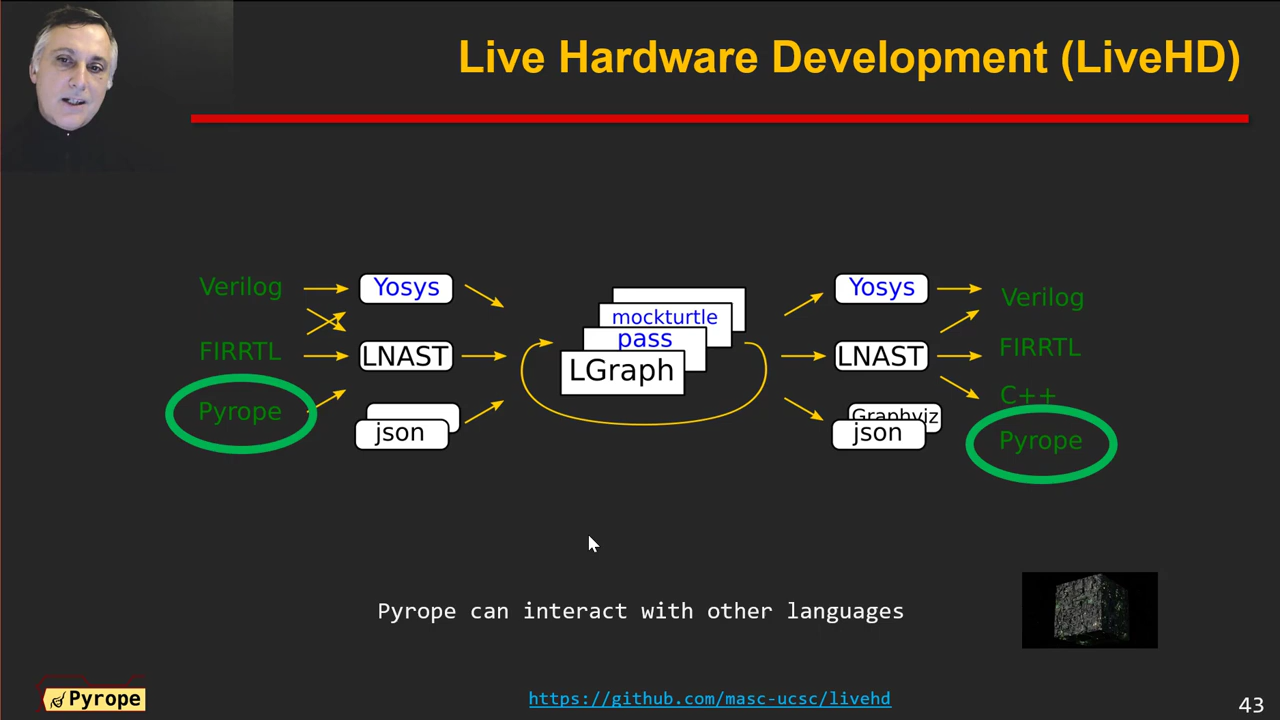 Live Hardware Development (LiveHD)
Verilog
Yosys
mockturtle
pass
LGraph
Yosys
Verilog
FIRRTL
LNAST
LNAST
FIRRTL
C++
Pyrope
json
Graphviz
json
Pyrope
Pyrope can interact with other languages
Pyrope
https://github.com/masc-ucsc/livehd
43